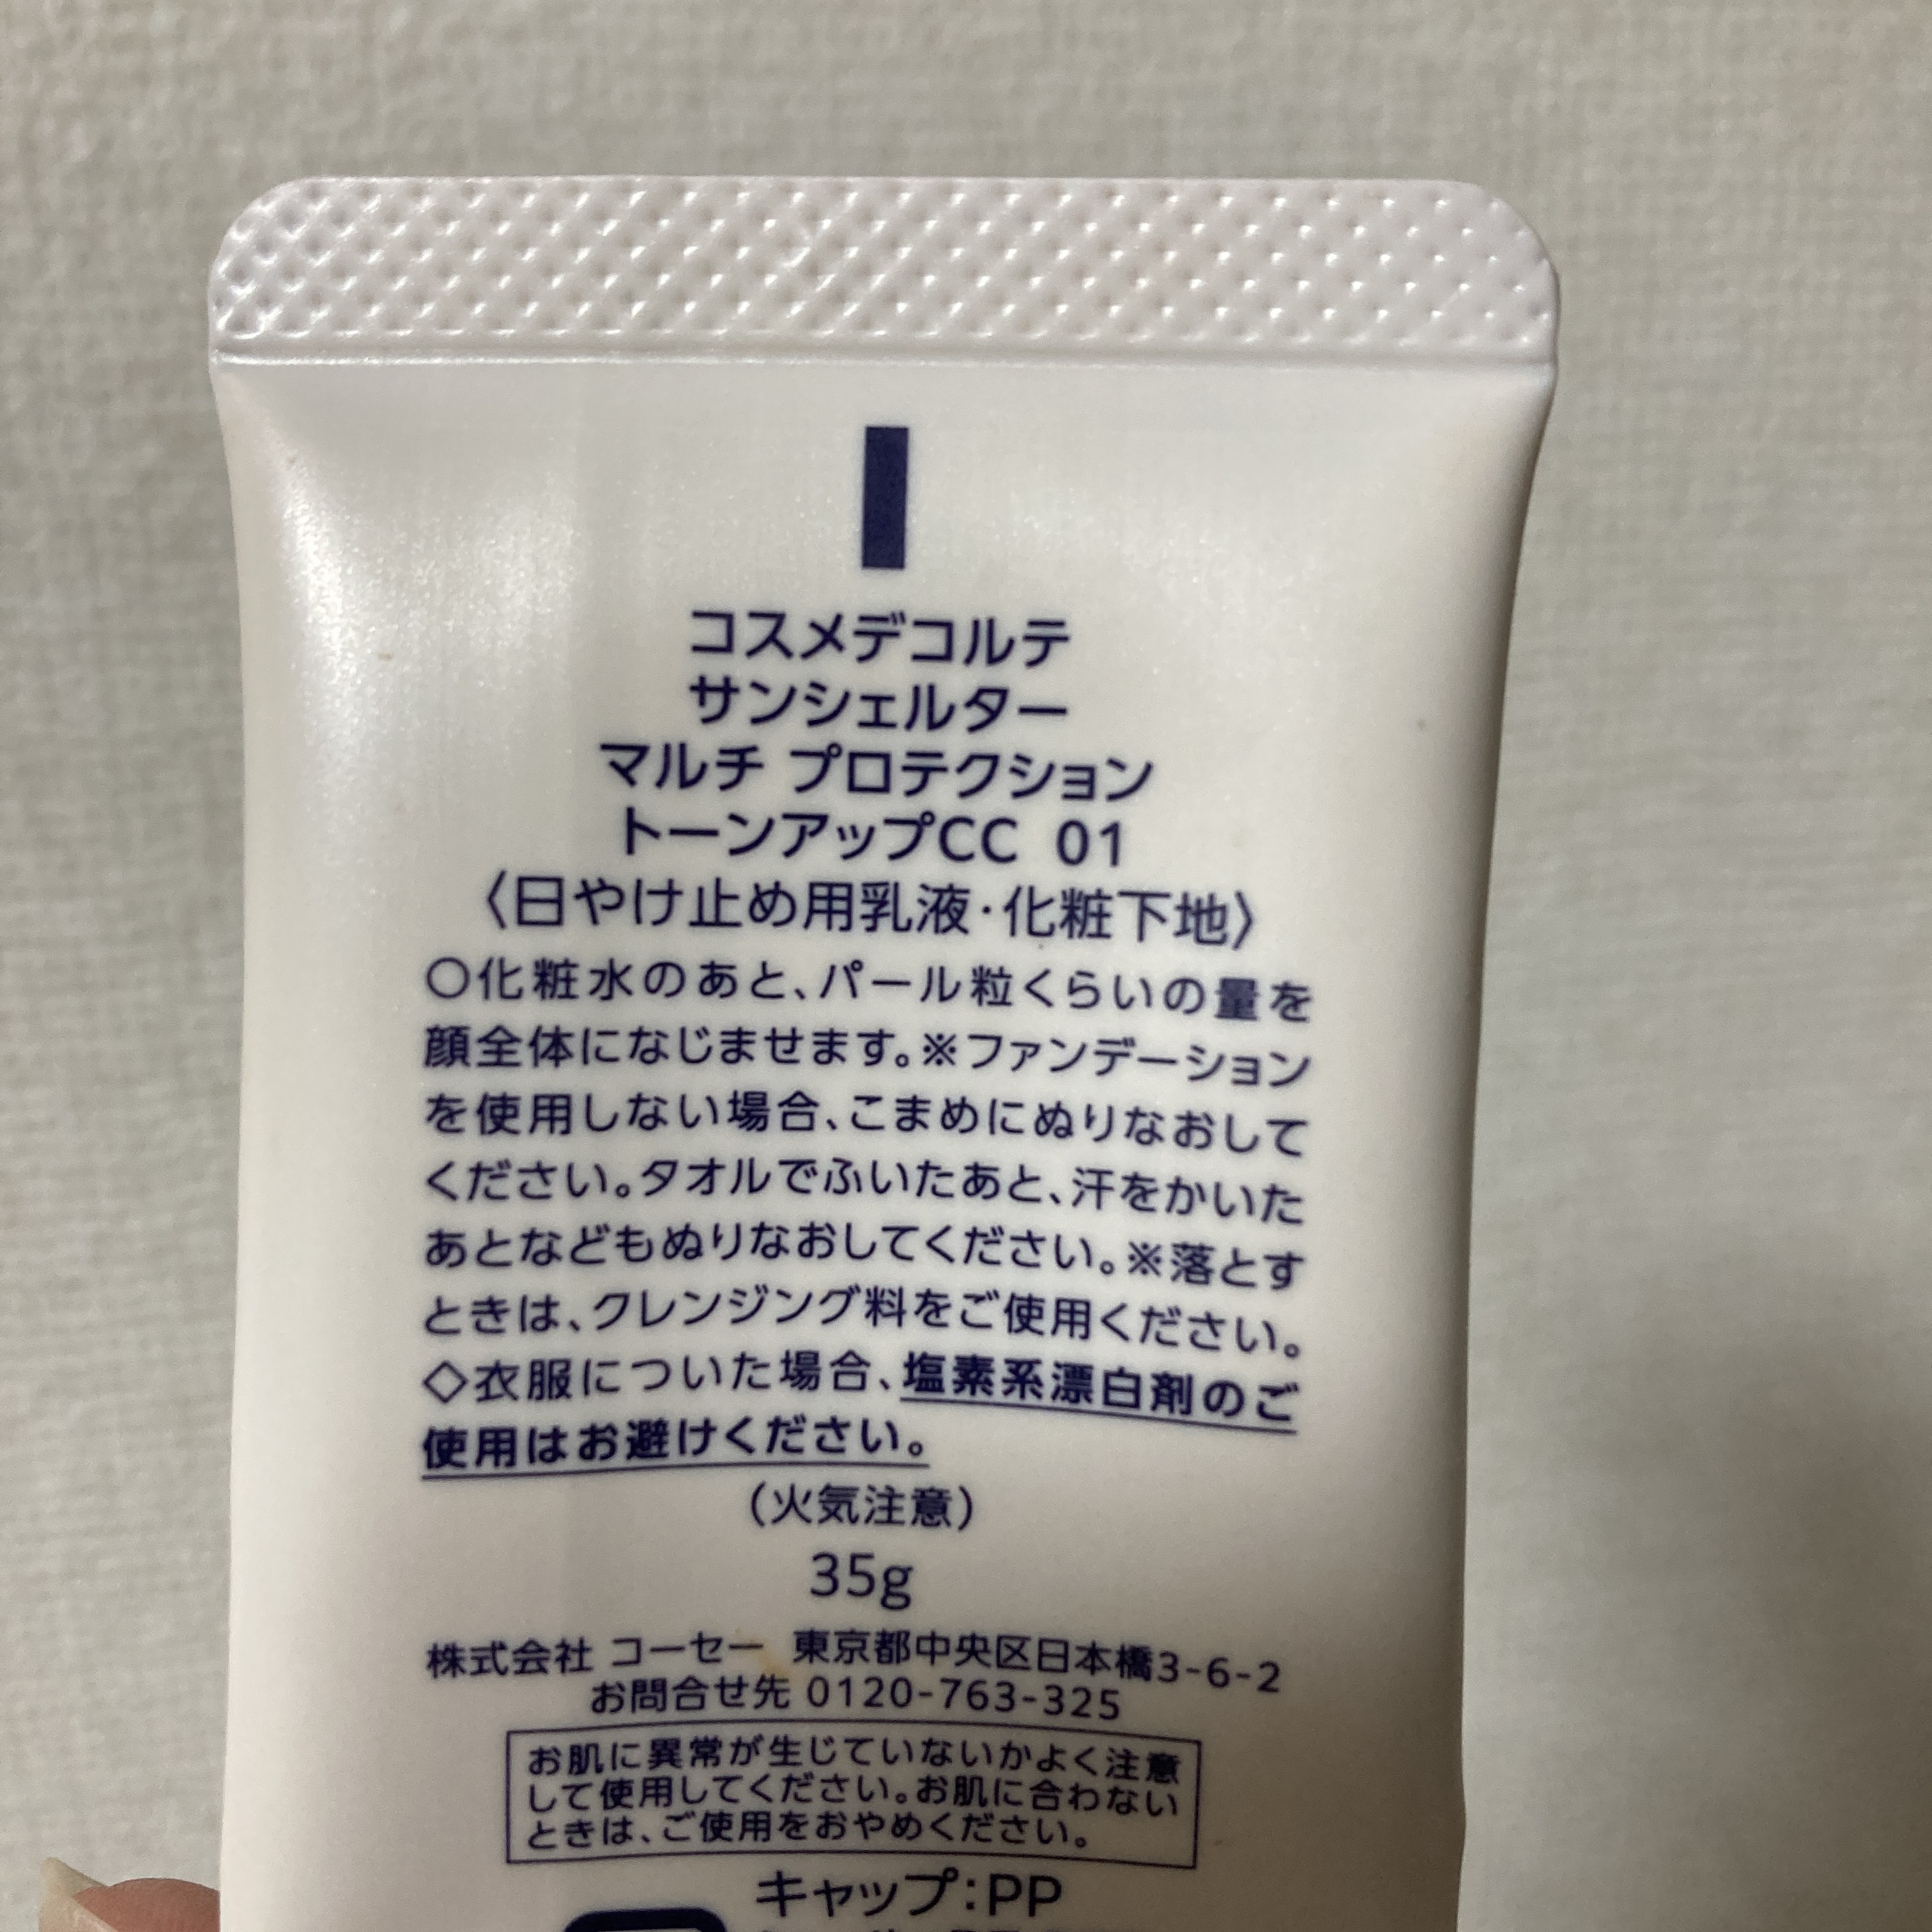 コスメデコルテ
サンシェルター
マルチ プロテクション
トーンアップCC 01
〈日やけ止め用乳液・化粧下地〉
○化粧水のあと、パール粒くらいの量を
顔全体になじませます。※ファンデーション
を使用しない場合、こまめにぬりなおして
ください。タオルでふいたあと、汗をかいた
あとなどもぬりなおしてください。※落とす
ときは、クレンジング料をご使用ください。
◇衣服についた場合、塩素系漂白剤のご
使用はお避けください。
(火気注意)
35g
株式会社 コーセー 東京都中央区日本橋3-6-2
お問合せ先 0120-763-325
お肌に異常が生じていないかよく注意
して使用してください。お肌に合わない
ときは、ご使用をおやめください。
キャップ:PP